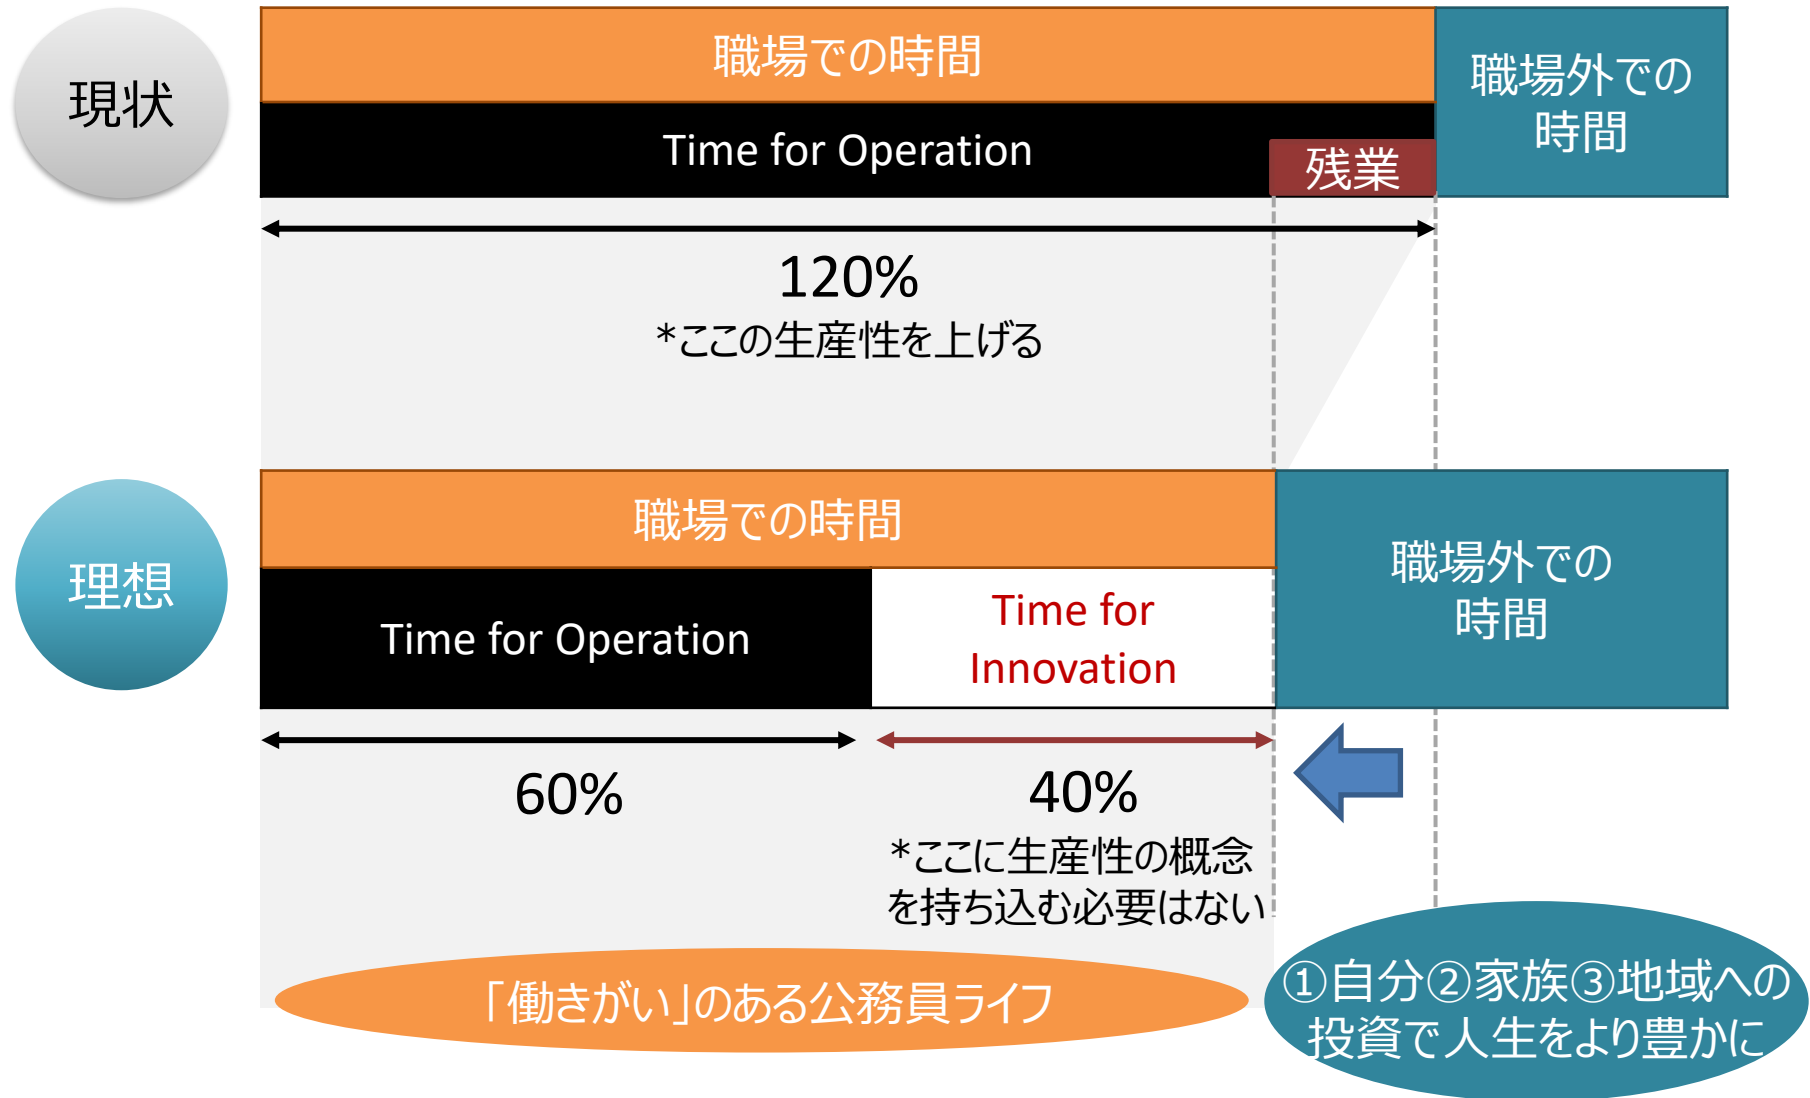 現状
職場での時間
職場外での
時間
Time for Operation
残業
120%
*ここの生産性を上げる
理想
職場での時間
職場外での
時間
Time for Operation
Time for
Innovation
60%
40%
*ここに生産性の概念
を持ち込む必要はない
「働きがい」のある公務員ライフ
①自分②家族③地域への
投資で人生をより豊かに